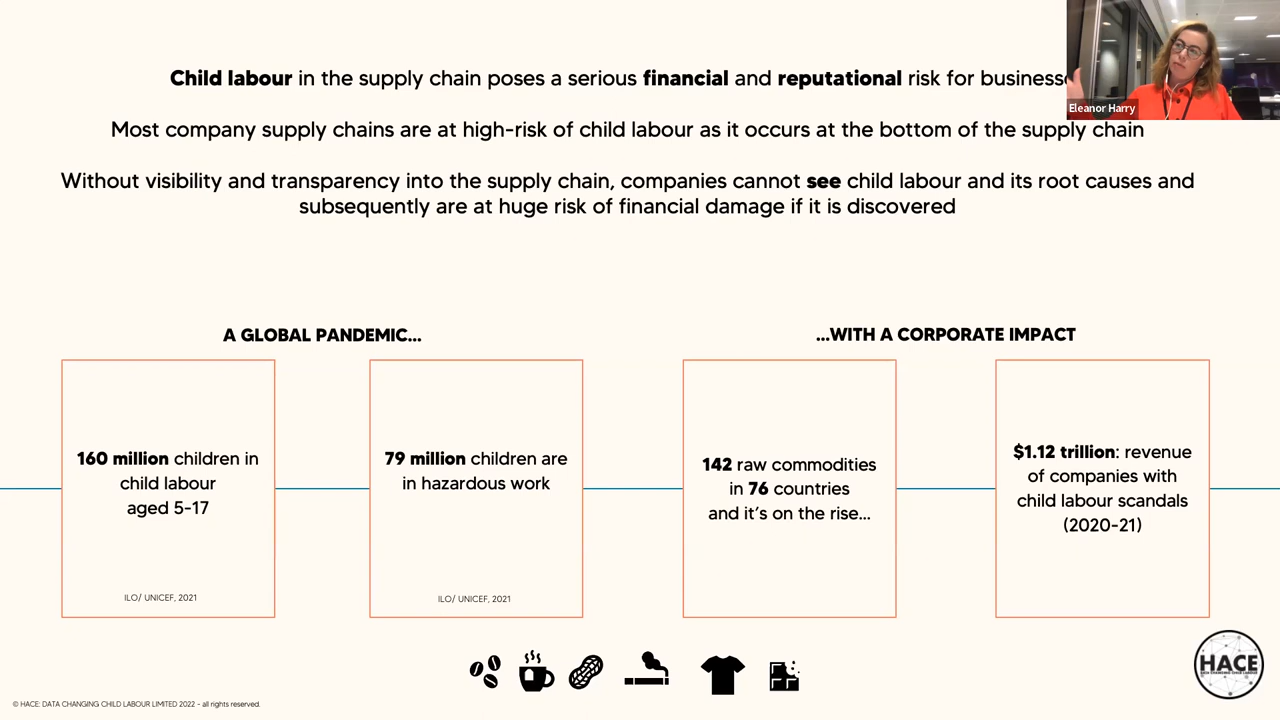 Child labour in the supply chain poses a serious financial and reputational risk for business
Eleanor Harry
Most company supply chains are at high-risk of child labour as it occurs at the bottom of the supply chain
Without visibility and transparency into the supply chain, companies cannot see child labour and its root causes and
subsequently are at huge risk of financial damage if it is discovered
A GLOBAL PANDEMIC...
...WITH A CORPORATE IMPACT
160 million children in
child labour
aged 5-17
ILO/ UNICEF, 2021
79 million children are
in hazardous work
ILO/ UNICEF, 2021
142 raw commodities
in 76 countries
and it's on the rise...
$1.12 trillion: revenue
of companies with
child labour scandals
(2020-21)
HACE
DATA CHANGING CHILD LABOUR
© HACE: DATA CHANGING CHILD LABOUR LIMITED 2022 - all rights reserved.